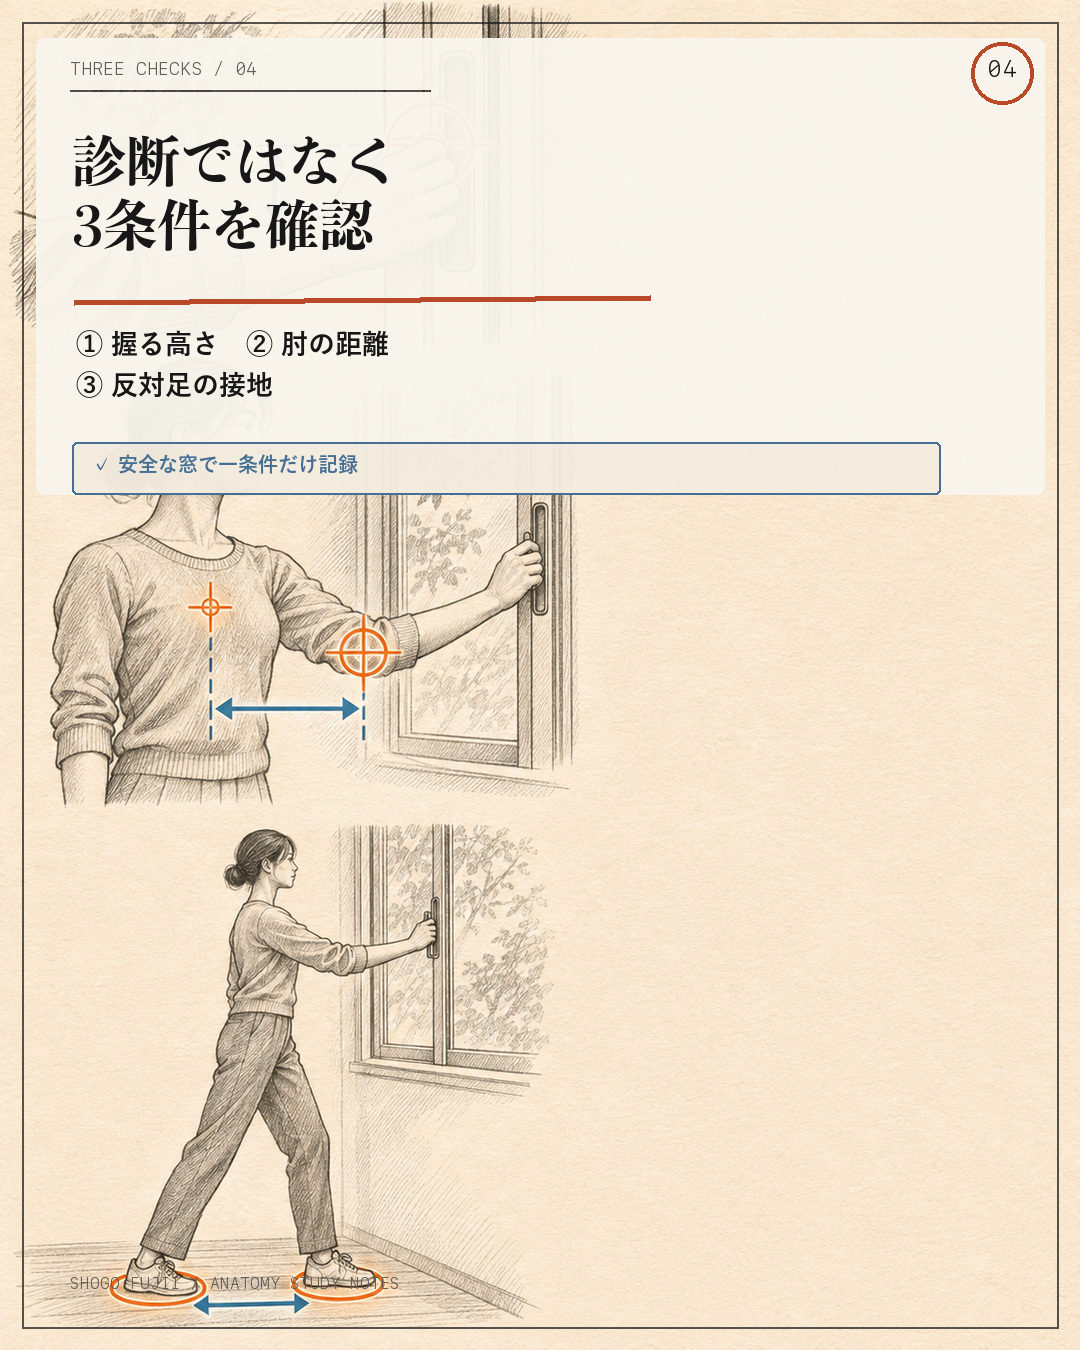 THREE CHECKS / 04
04
診断ではなく
3条件を確認
① 握る高さ ② 肘の距離
③ 反対足の接地
✓ 安全な窓で一条件だけ記録
SHOGO FUJII / ANATOMY STUDY NOTES